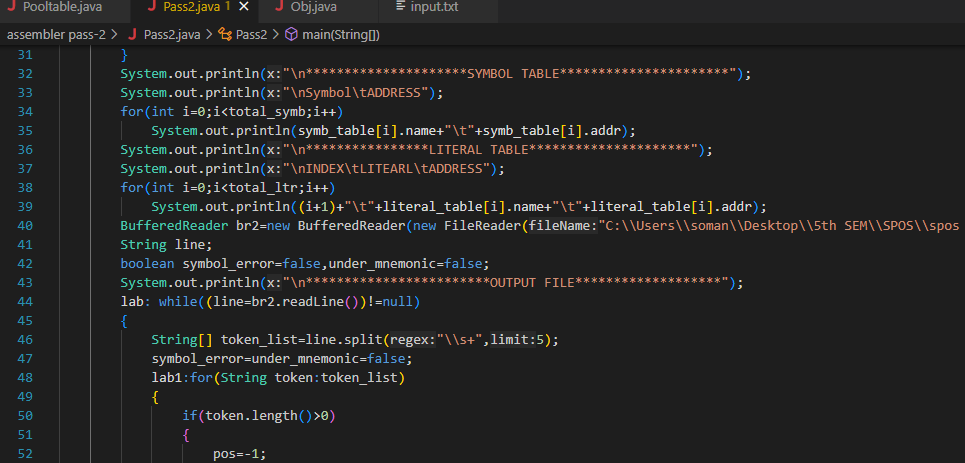 Pooltable.java Pass2.java 1 Obj.java input.txt
assembler pass-2 > Pass2.java > Pass2 > main(String[])
31 }
32 System.out.println(x:"\n*********************SYMBOL TABLE**********************");
33 System.out.println(x:"\nSymbol\tADDRESS");
34 for(int i=0;i<total_symb;i++)
35 System.out.println(symb_table[i].name+"\t"+symb_table[i].addr);
36 System.out.println(x:"\n****************LITERAL TABLE*********************");
37 System.out.println(x:"\nINDEX\tLITEARL\tADDRESS");
38 for(int i=0;i<total_ltr;i++)
39 System.out.println((i+1)+"\t"+literal_table[i].name+"\t"+literal_table[i].addr);
40 BufferedReader br2=new BufferedReader(new FileReader(fileName:"C:\\Users\\soman\\Desktop\\5th SEM\\SPOS\\spos
41 String line;
42 boolean symbol_error=false,under_mnemonic=false;
43 System.out.println(x:"\n************************OUTPUT FILE*******************");
44 lab: while((line=br2.readLine())!=null)
45 {
46 String[] token_list=line.split(regex:"\\s+",limit:5);
47 symbol_error=under_mnemonic=false;
48 lab1:for(String token:token_list)
49 {
50 if(token.length()>0)
51 {
52 pos=-1;